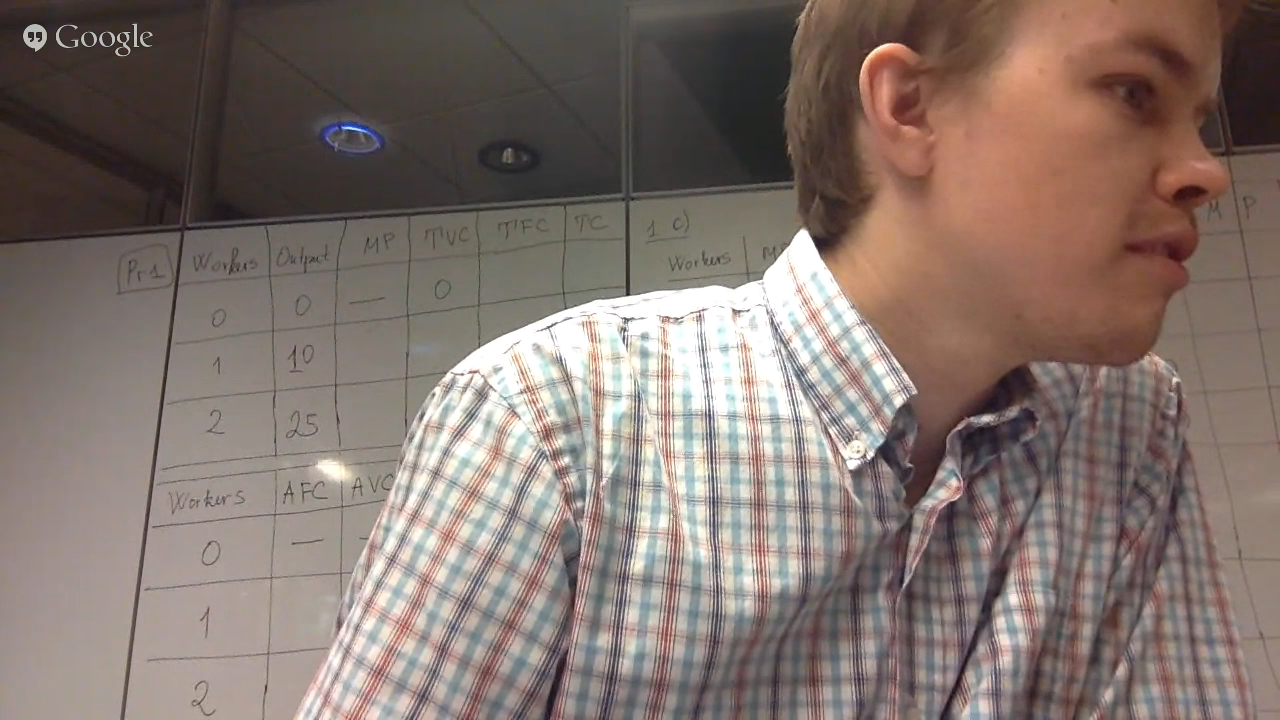 Google
Pr 1
Workers Output MP TVC TFC TC
0 0 — 0
1 10
2 25
Workers AFC AVC
0 —
1
2
1 c)
Workers
M P